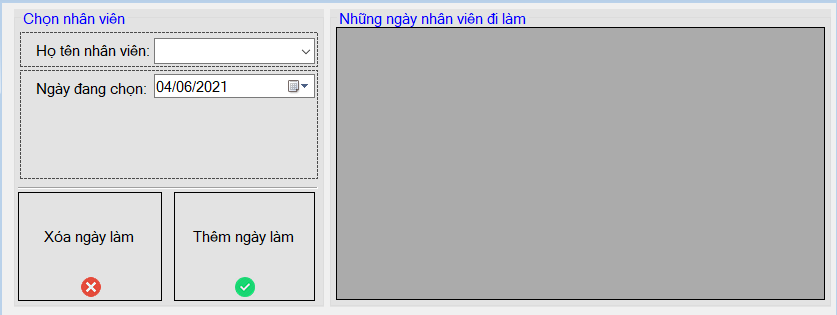 Chọn nhân viên
Họ tên nhân viên:
Ngày đang chọn: 04/06/2021
Xóa ngày làm
Thêm ngày làm
Những ngày nhân viên đi làm